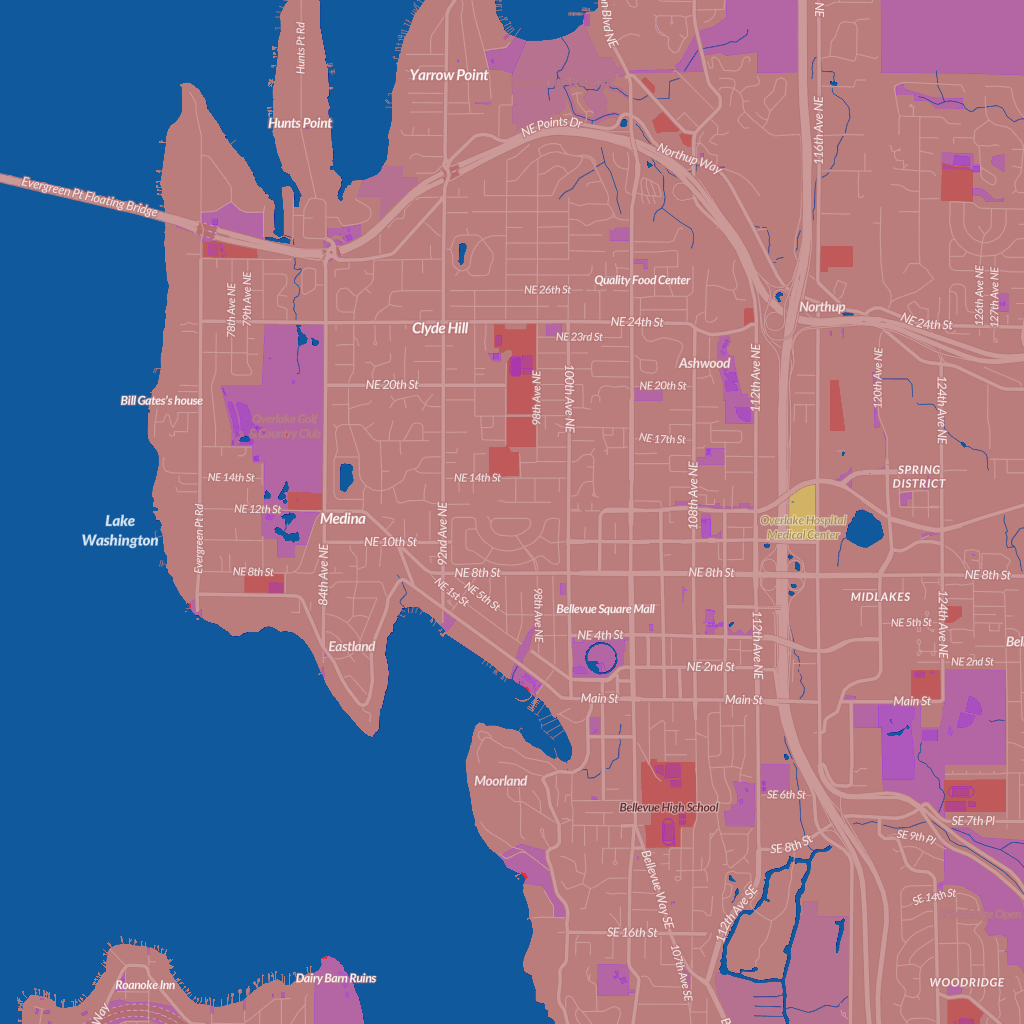 Hunts Pt Rd
NE
Yarrow Point
116th Ave NE
Hunts Point
NE Points Dr
Northup Way
Evergreen Pt Floating Bridge
78th Ave NE
79th Ave NE
Quality Food Center
NE 26th St
126th Ave NE
127th Ave NE
Northup
NE 24th St
NE 24th St
Clyde Hill
NE 23rd St
Ashwood
112th Ave NE
120th Ave NE
124th Ave NE
NE 20th St
98th Ave NE
100th Ave NE
NE 20th St
Bill Gates's house
Overlake Golf
& Country Club
NE 17th St
NE 14th St
NE 14th St
108th Ave NE
SPRING
DISTRICT
NE 12th St
Medina
Lake
Washington
Evergreen Pt Rd
92nd Ave NE
Overlake Hospital
Medical Center
NE 10th St
84th Ave NE
NE 8th St
NE 8th St
NE 8th St
NE 8th St
NE 1st St
NE 5th St
98th Ave NE
Bellevue Square Mall
MIDLAKES
124th Ave NE
NE 5th St
NE 4th St
112th Ave NE
Eastland
NE 2nd St
NE 2nd St
Main St
Main St
Main St
Moorland
Bellevue High School
SE 6th St
SE 7th Pl
SE 9th Pl
SE 8th St
Bellevue Way SE
112th Ave SE
SE 14th St
SE 16th St
107th Ave SE
Roanoke Inn
Dairy Barn Ruins
WOODRIDGE
Way